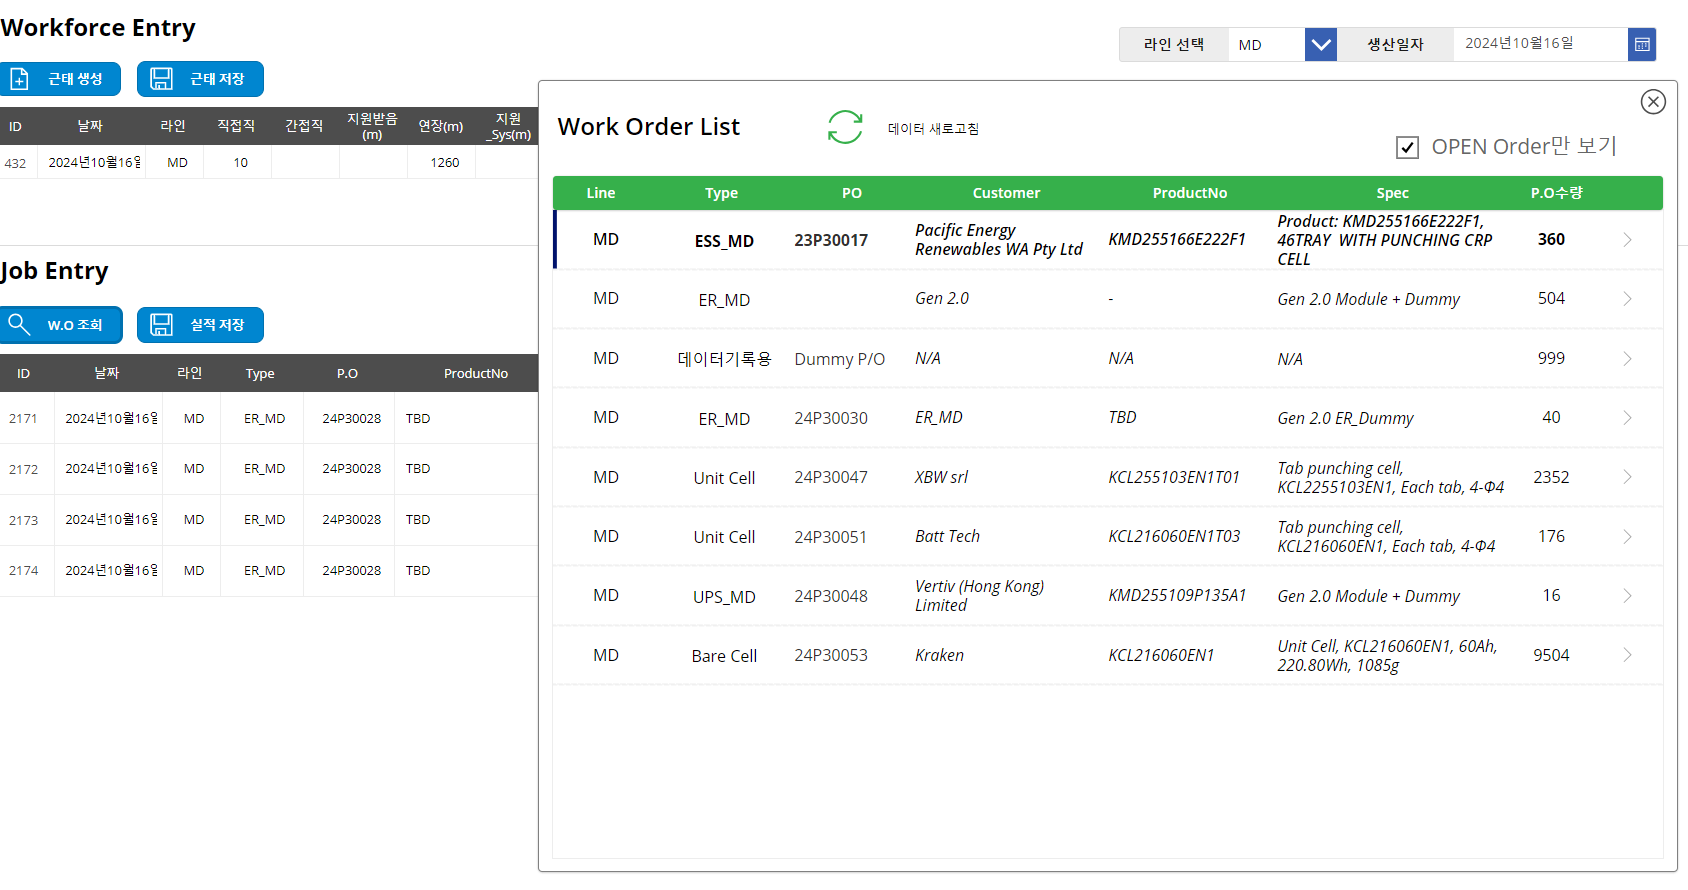 Workforce Entry
라인 선택 MD 생산일자 2024년10월16일
근태 생성 근태 저장
ID 날짜 라인 직접직 간접직 지원받음(m) 연장(m) 지원_Sys(m)
432 2024년10월16일 MD 10 1260
Job Entry
W.O 조회 실적 저장
ID 날짜 라인 Type P.O ProductNo
2171 2024년10월16일 MD ER_MD 24P30028 TBD
2172 2024년10월16일 MD ER_MD 24P30028 TBD
2173 2024년10월16일 MD ER_MD 24P30028 TBD
2174 2024년10월16일 MD ER_MD 24P30028 TBD
Work Order List 데이터 새로고침
OPEN Order만 보기
Line Type PO Customer ProductNo Spec P.O수량
MD ESS_MD 23P30017 Pacific Energy Renewables WA Pty Ltd KMD255166E222F1 Product: KMD255166E222F1, 46TRAY WITH PUNCHING CRP CELL 360
MD ER_MD Gen 2.0 - Gen 2.0 Module + Dummy 504
MD 데이터기록용 Dummy P/O N/A N/A N/A 999
MD ER_MD 24P30030 ER_MD TBD Gen 2.0 ER_Dummy 40
MD Unit Cell 24P30047 XBW srl KCL255103EN1T01 Tab punching cell, KCL2255103EN1, Each tab, 4-Φ4 2352
MD Unit Cell 24P30051 Batt Tech KCL216060EN1T03 Tab punching cell, KCL216060EN1, Each tab, 4-Φ4 176
MD UPS_MD 24P30048 Vertiv (Hong Kong) Limited KMD255109P135A1 Gen 2.0 Module + Dummy 16
MD Bare Cell 24P30053 Kraken KCL216060EN1 Unit Cell, KCL216060EN1, 60Ah, 220.80Wh, 1085g 9504